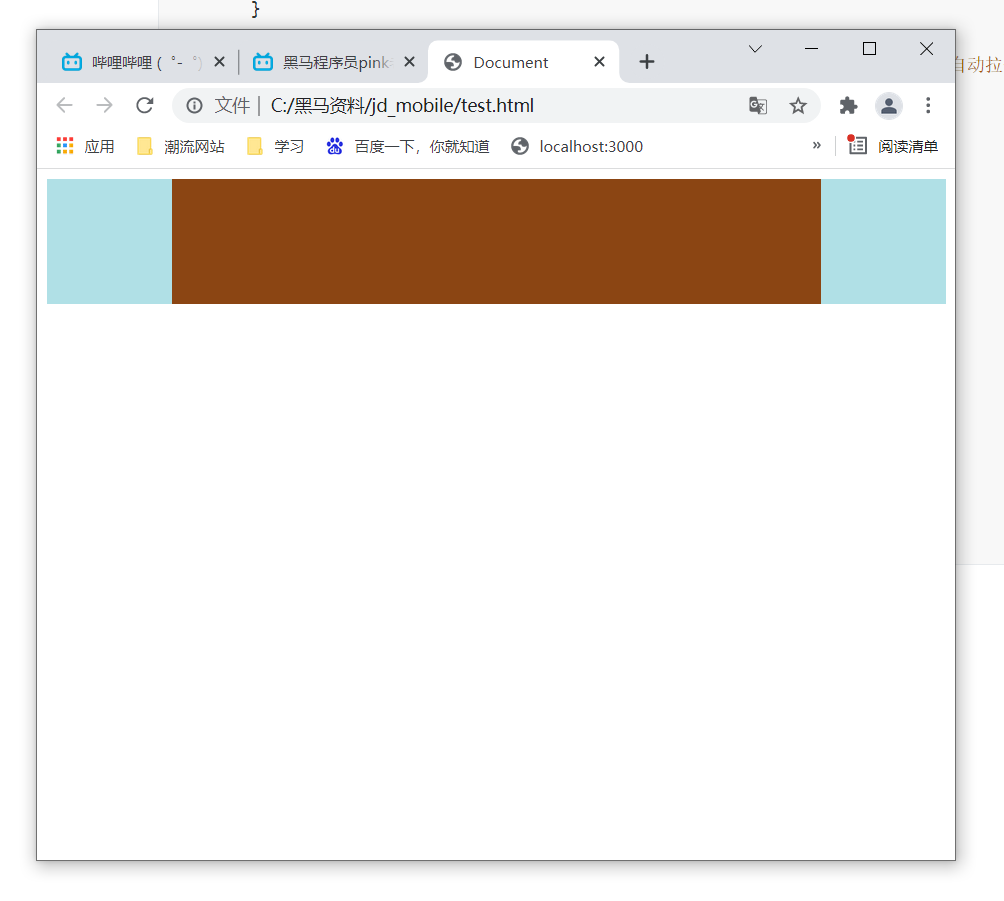 }
自动拉
哔哩哔哩 (゜-゜)
黑马程序员pink
Document
文件 | C:/黑马资料/jd_mobile/test.html
应用
潮流网站
学习
百度一下，你就知道
localhost:3000
»
阅读清单